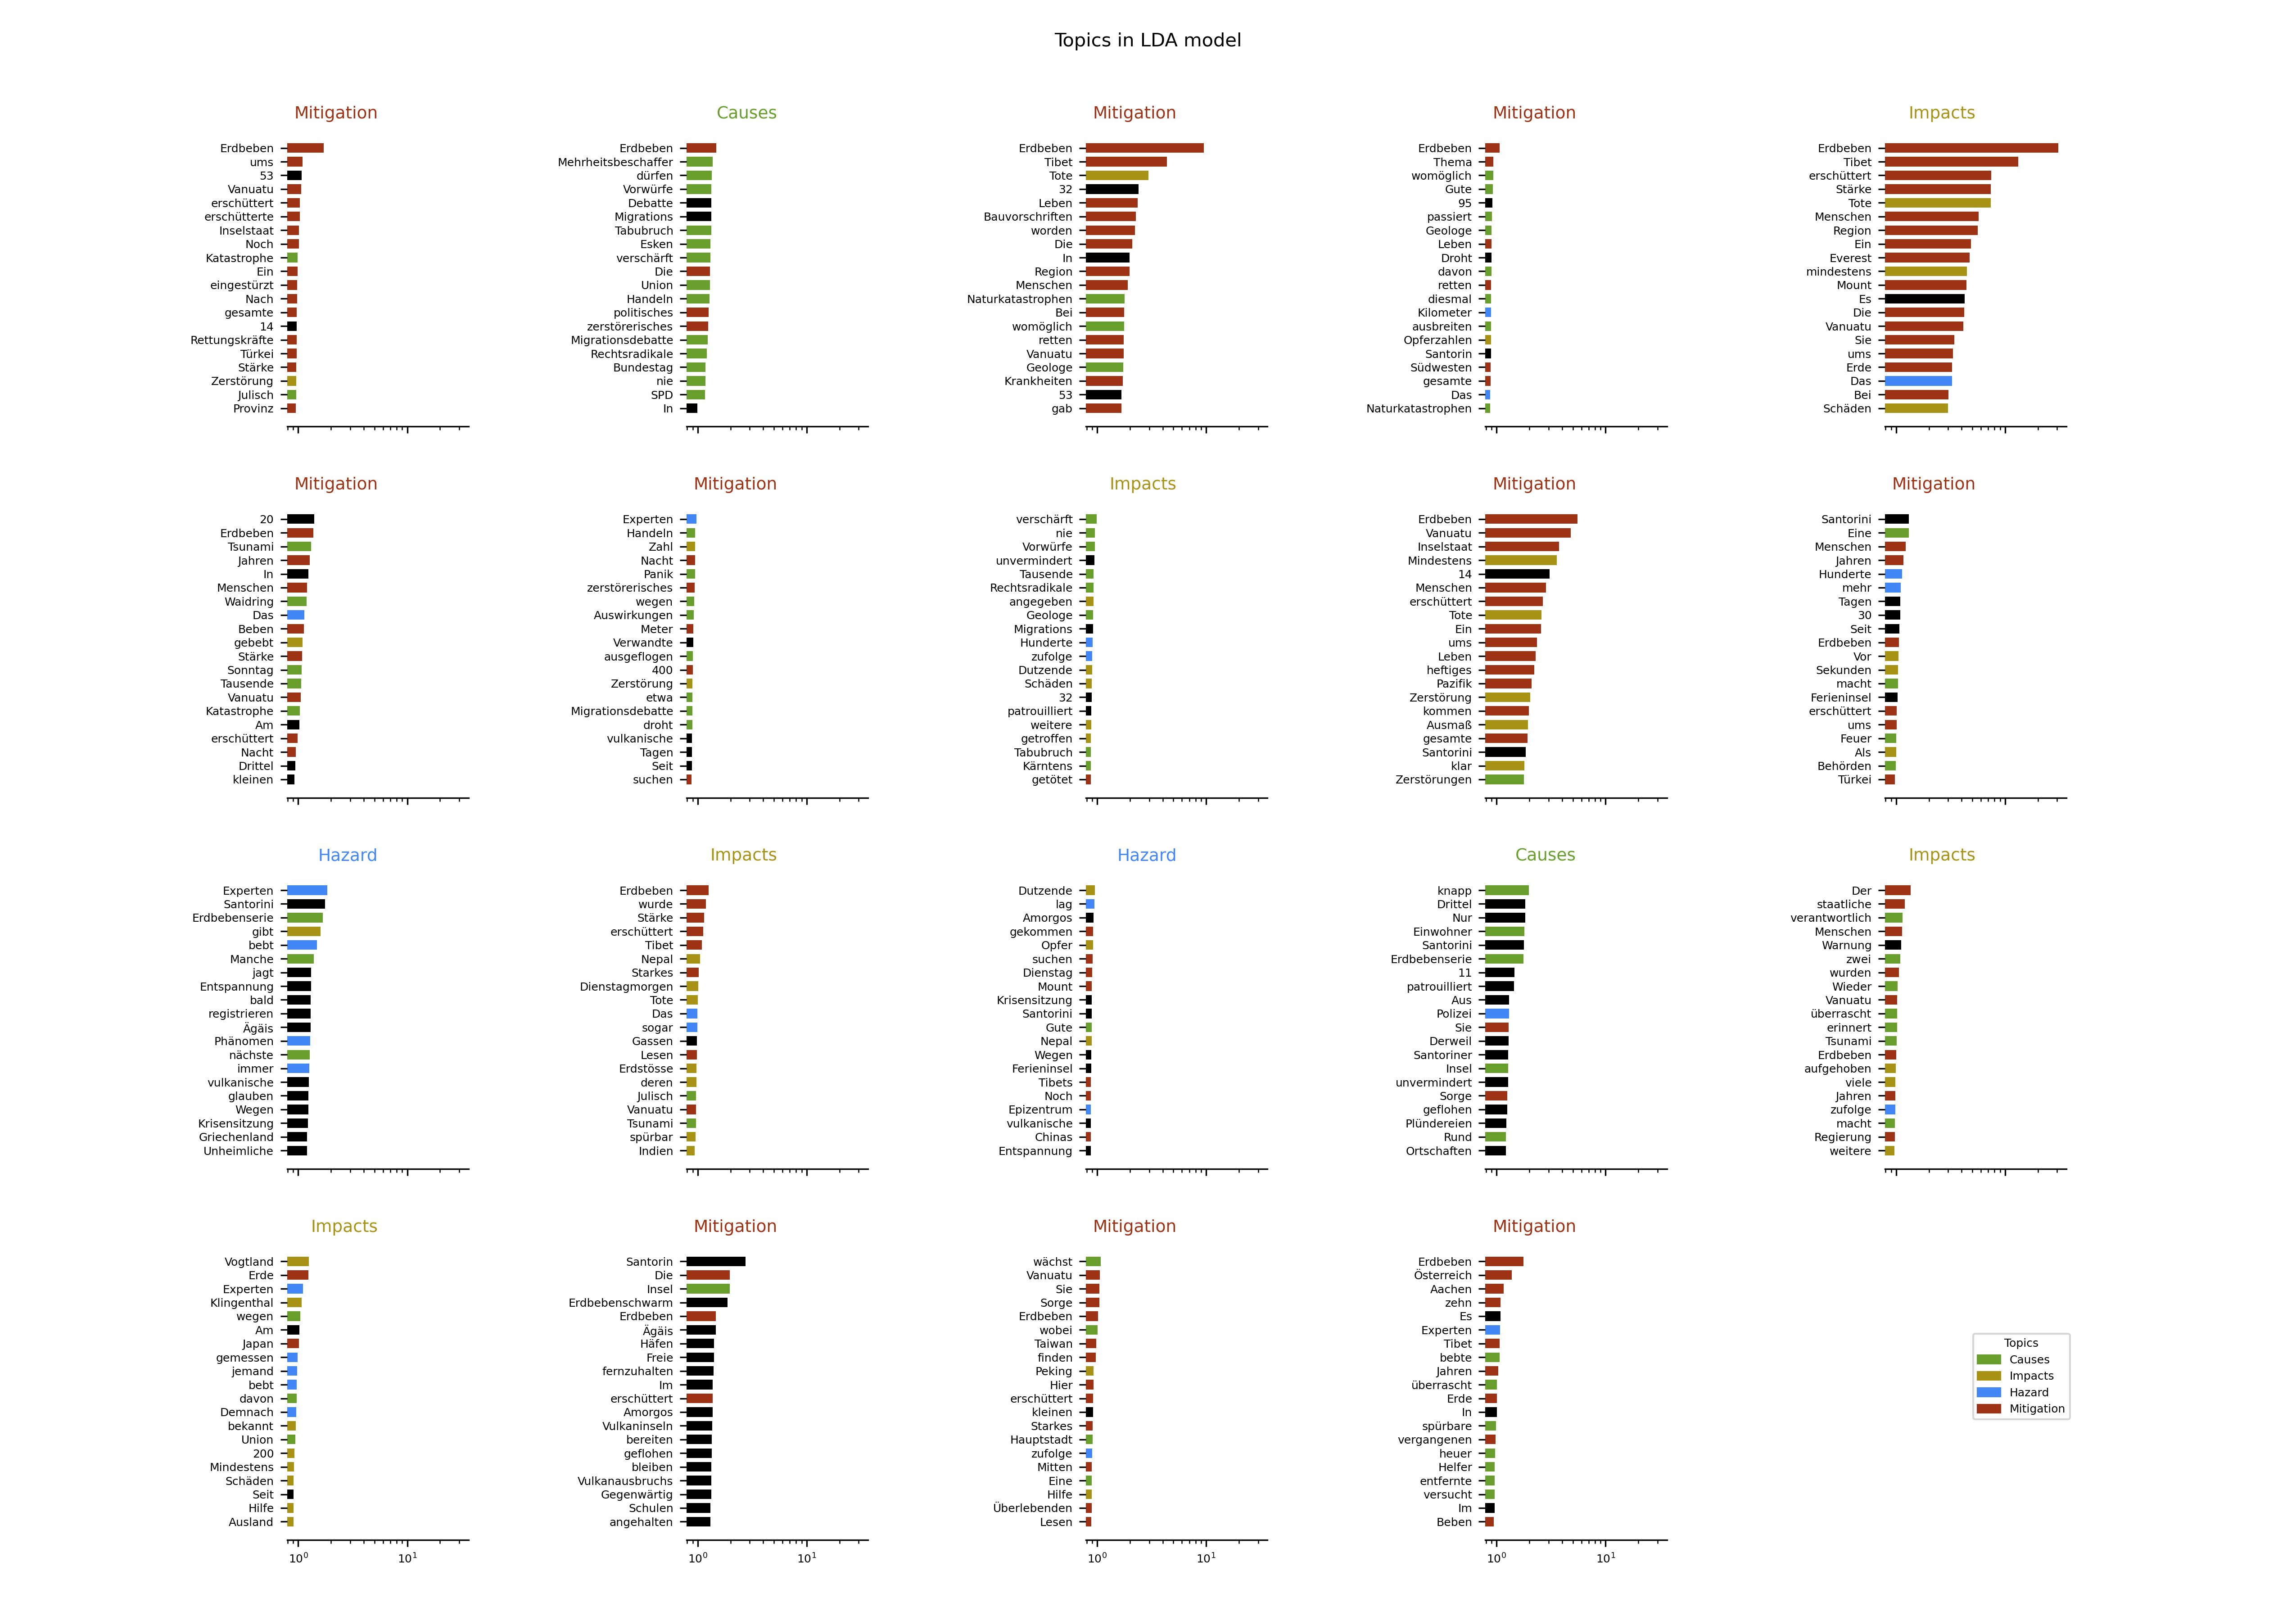 Topics in LDA model
Mitigation
Erdbeben
ums
53
Vanuatu
erschüttert
erschütterte
Inselstaat
Noch
Katastrophe
Ein
eingestürzt
Nach
gesamte
14
Rettungskräfte
Türkei
Stärke
Zerstörung
Julisch
Provinz
Causes
Erdbeben
Mehrheitsbeschaffer
dürfen
Vorwürfe
Debatte
Migrations
Tabubruch
Esken
verschärft
Die
Union
Handeln
politisches
zerstörerisches
Migrationsdebatte
Rechtsradikale
Bundestag
nie
SPD
In
Mitigation
Erdbeben
Tibet
Tote
32
Leben
Bauvorschriften
worden
Die
In
Region
Menschen
Naturkatastrophen
Bei
womöglich
retten
Vanuatu
Geologe
Krankheiten
53
gab
Mitigation
Erdbeben
Thema
womöglich
Gute
95
passiert
Geologe
Leben
Droht
davon
retten
diesmal
Kilometer
ausbreiten
Opferzahlen
Santorin
Südwesten
gesamte
Das
Naturkatastrophen
Impacts
Erdbeben
Tibet
erschüttert
Stärke
Tote
Menschen
Region
Ein
Everest
mindestens
Mount
Es
Die
Vanuatu
Sie
ums
Erde
Das
Bei
Schäden
Mitigation
20
Erdbeben
Tsunami
Jahren
In
Menschen
Waidring
Das
Beben
gebebt
Stärke
Sonntag
Tausende
Vanuatu
Katastrophe
Am
erschüttert
Nacht
Drittel
kleinen
Mitigation
Experten
Handeln
Zahl
Nacht
Panik
zerstörerisches
wegen
Auswirkungen
Meter
Verwandte
ausgeflogen
400
Zerstörung
etwa
Migrationsdebatte
droht
vulkanische
Tagen
Seit
suchen
Impacts
verschärft
nie
Vorwürfe
unvermindert
Tausende
Rechtsradikale
angegeben
Geologe
Migrations
Hunderte
zufolge
Dutzende
Schäden
32
patrouilliert
weitere
getroffen
Tabubruch
Kärntens
getötet
Mitigation
Erdbeben
Vanuatu
Inselstaat
Mindestens
14
Menschen
erschüttert
Tote
Ein
ums
Leben
heftiges
Pazifik
Zerstörung
kommen
Ausmaß
gesamte
Santorini
klar
Zerstörungen
Mitigation
Santorini
Eine
Menschen
Jahren
Hunderte
mehr
Tagen
30
Seit
Erdbeben
Vor
Sekunden
macht
Ferieninsel
erschüttert
ums
Feuer
Als
Behörden
Türkei
Hazard
Experten
Santorini
Erdbebenserie
gibt
bebt
Manche
jagt
Entspannung
bald
registrieren
Ägäis
Phänomen
nächste
immer
vulkanische
glauben
Wegen
Krisensitzung
Griechenland
Unheimliche
Impacts
Erdbeben
wurde
Stärke
erschüttert
Tibet
Nepal
Starkes
Dienstagmorgen
Tote
Das
sogar
Gassen
Lesen
Erdstösse
deren
Julisch
Vanuatu
Tsunami
spürbar
Indien
Hazard
Dutzende
lag
Amorgos
gekommen
Opfer
suchen
Dienstag
Mount
Krisensitzung
Santorini
Gute
Nepal
Wegen
Ferieninsel
Tibets
Noch
Epizentrum
vulkanische
Chinas
Entspannung
Causes
knapp
Drittel
Nur
Einwohner
Santorini
Erdbebenserie
11
patrouilliert
Aus
Polizei
Sie
Derweil
Santoriner
Insel
unvermindert
Sorge
geflohen
Plündereien
Rund
Ortschaften
Impacts
Der
staatliche
verantwortlich
Menschen
Warnung
zwei
wurden
Wieder
Vanuatu
überrascht
erinnert
Tsunami
Erdbeben
aufgehoben
viele
Jahren
zufolge
macht
Regierung
weitere
Impacts
Vogtland
Erde
Experten
Klingenthal
wegen
Am
Japan
gemessen
jemand
bebt
davon
Demnach
bekannt
Union
200
Mindestens
Schäden
Seit
Hilfe
Ausland
10⁰ 10¹
Mitigation
Santorin
Die
Insel
Erdbebenschwarm
Erdbeben
Ägäis
Häfen
Freie
fernzuhalten
Im
erschüttert
Amorgos
Vulkaninseln
bereiten
geflohen
bleiben
Vulkanausbruchs
Gegenwärtig
Schulen
angehalten
10⁰ 10¹
Mitigation
wächst
Vanuatu
Sie
Sorge
Erdbeben
wobei
Taiwan
finden
Peking
Hier
erschüttert
kleinen
Starkes
Hauptstadt
zufolge
Mitten
Eine
Hilfe
Überlebenden
Lesen
10⁰ 10¹
Mitigation
Erdbeben
Österreich
Aachen
zehn
Es
Experten
Tibet
bebte
Jahren
überrascht
Erde
In
spürbare
vergangenen
heuer
Helfer
entfernte
versucht
Im
Beben
10⁰ 10¹
Topics
Causes
Impacts
Hazard
Mitigation